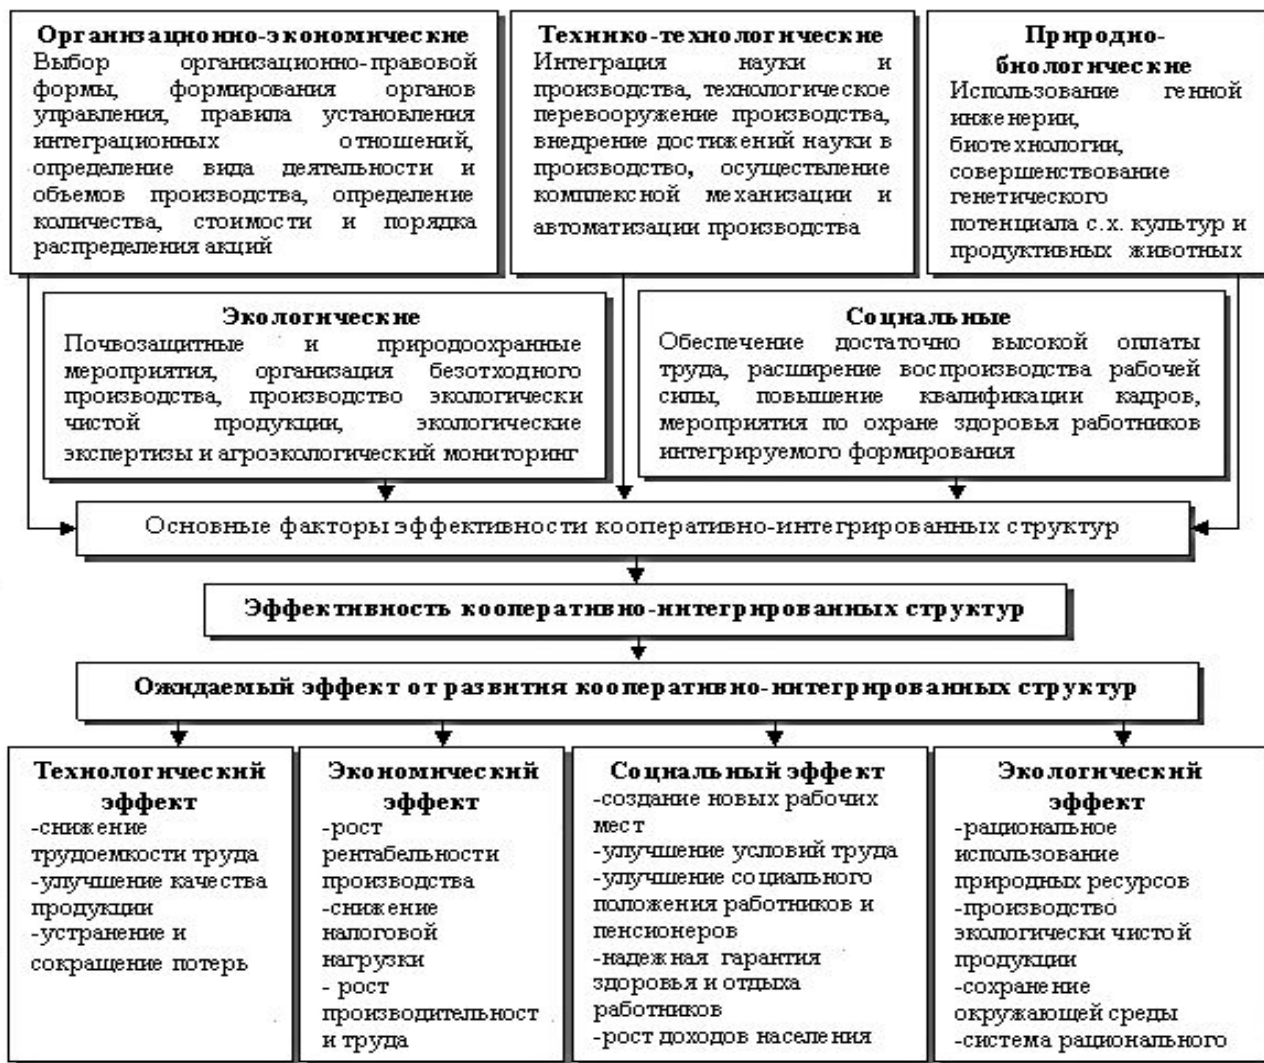 Организационно-экономические
Выбор организационно-правовой
формы, формирования органов
управления, правила установления
интеграционных отношений,
определение вида деятельности и
объемов производства, определение
количества, стоимости и порядка
распределения акций
Технико-технологические
Интеграция науки и
производства, технологическое
перевооружение производства,
внедрение достижений науки в
производство, осуществление
комплексной механизации и
автоматизации производства
Природно-
биологические
Использование генной
инженерии,
биотехнологии,
совершенствование
генетического
потенциала с.х. культур и
продуктивных животных
Экологические
Почвозащитные и природоохранные
мероприятия, организация безотходного
производства, производство экологически
чистой продукции, экологические
экспертизы и агроэкологический мониторинг
Социальные
Обеспечение достаточно высокой оплаты
труда, расширение воспроизводства рабочей
силы, повышение квалификации кадров,
мероприятия по охране здоровья работников
интегрируемого формирования
Основные факторы эффективности кооперативно-интегрированных структур
Эффективность кооперативно-интегрированных структур
Ожидаемый эффект от развития кооперативно-интегрированных структур
Технологический
эффект
-снижение
трудоемкости труда
-улучшение качества
продукции
-устранение и
сокращение потерь
Экономический
эффект
-рост
рентабельности
производства
-снижение
налоговой
нагрузки
- рост
производительност
и труда
Социальный эффект
-создание новых рабочих
мест
-улучшение условий труда
-улучшение социального
положения работников и
пенсионеров
-надежная гарантия
здоровья и отдыха
работников
-рост доходов населения
Экологический
эффект
-рациональное
использование
природных ресурсов
-производство
экологически чистой
продукции
-сохранение
окружающей среды
-система рационального